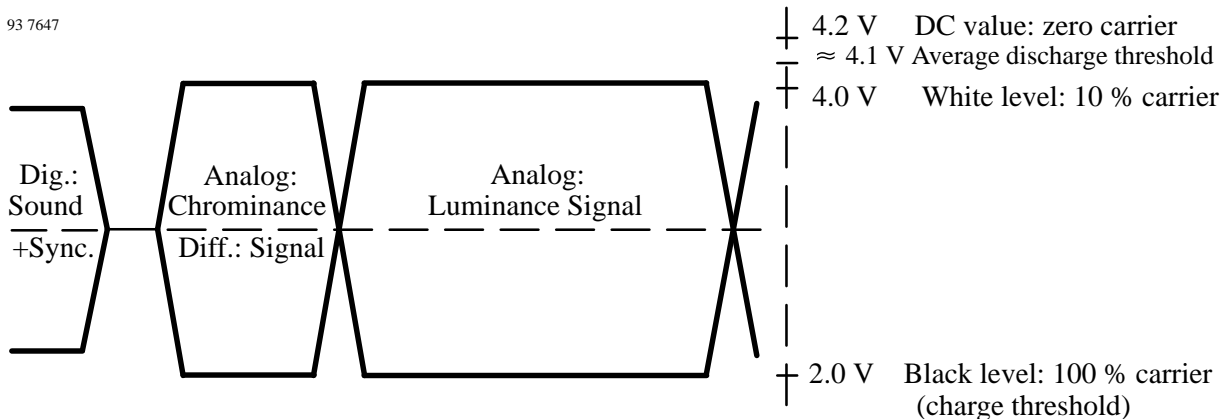 93 7647
4.2 V DC value: zero carrier
≈ 4.1 V Average discharge threshold
4.0 V White level: 10 % carrier
Dig.:
Sound
+Sync.
Analog:
Chrominance
Diff.: Signal
Analog:
Luminance Signal
2.0 V Black level: 100 % carrier
(charge threshold)